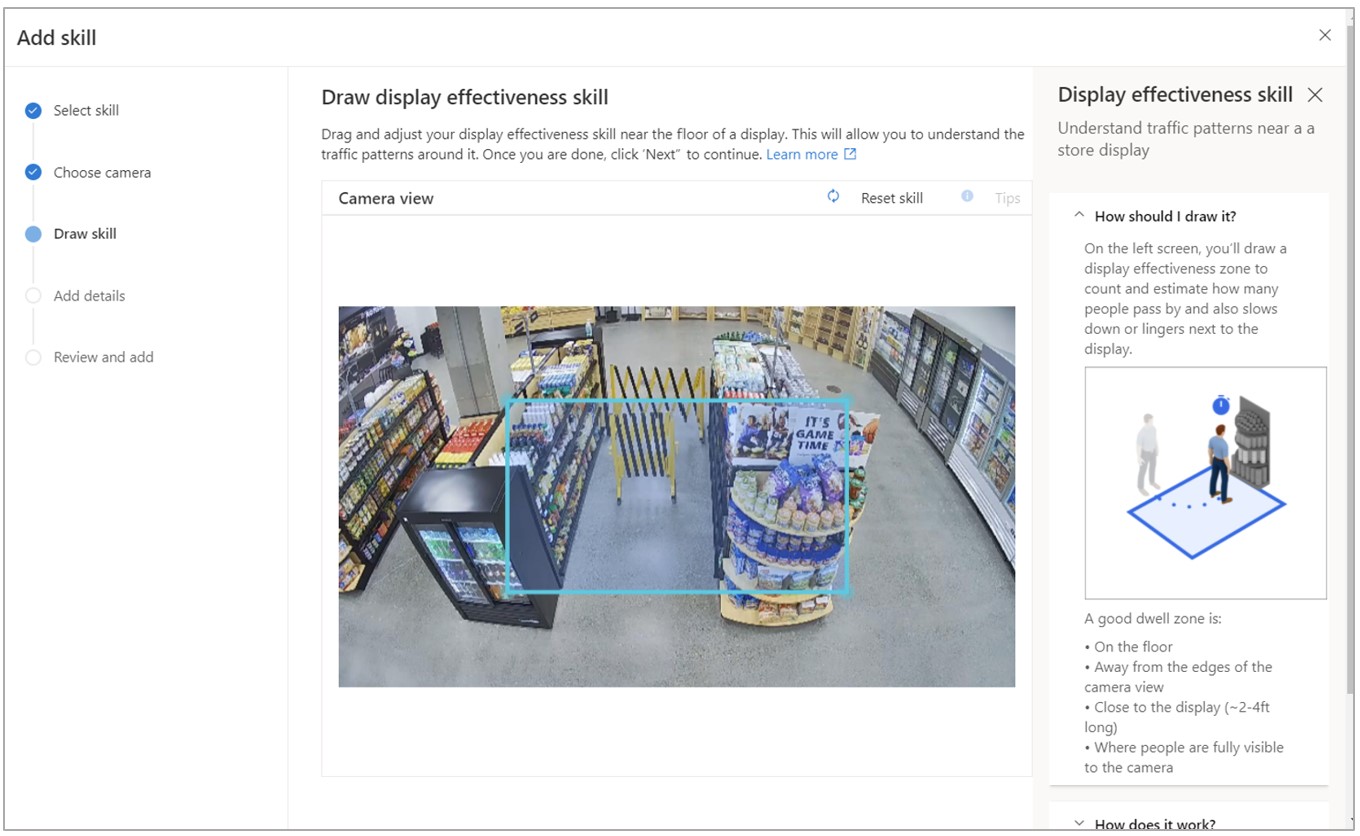 Add skill
Select skill
Choose camera
Draw skill
Add details
Review and add
Draw display effectiveness skill
Drag and adjust your display effectiveness skill near the floor of a display. This will allow you to understand the
traffic patterns around it. Once you are done, click ‘Next” to continue. Learn more
Camera view
Reset skill
Tips
IT'S
GAME
TIME
Display effectiveness skill
Understand traffic patterns near a a
store display
How should I draw it?
On the left screen, you’ll draw a
display effectiveness zone to
count and estimate how many
people pass by and also slows
down or lingers next to the
display.
A good dwell zone is:
• On the floor
• Away from the edges of the
camera view
• Close to the display (~2-4ft
long)
• Where people are fully visible
to the camera
How does it work?